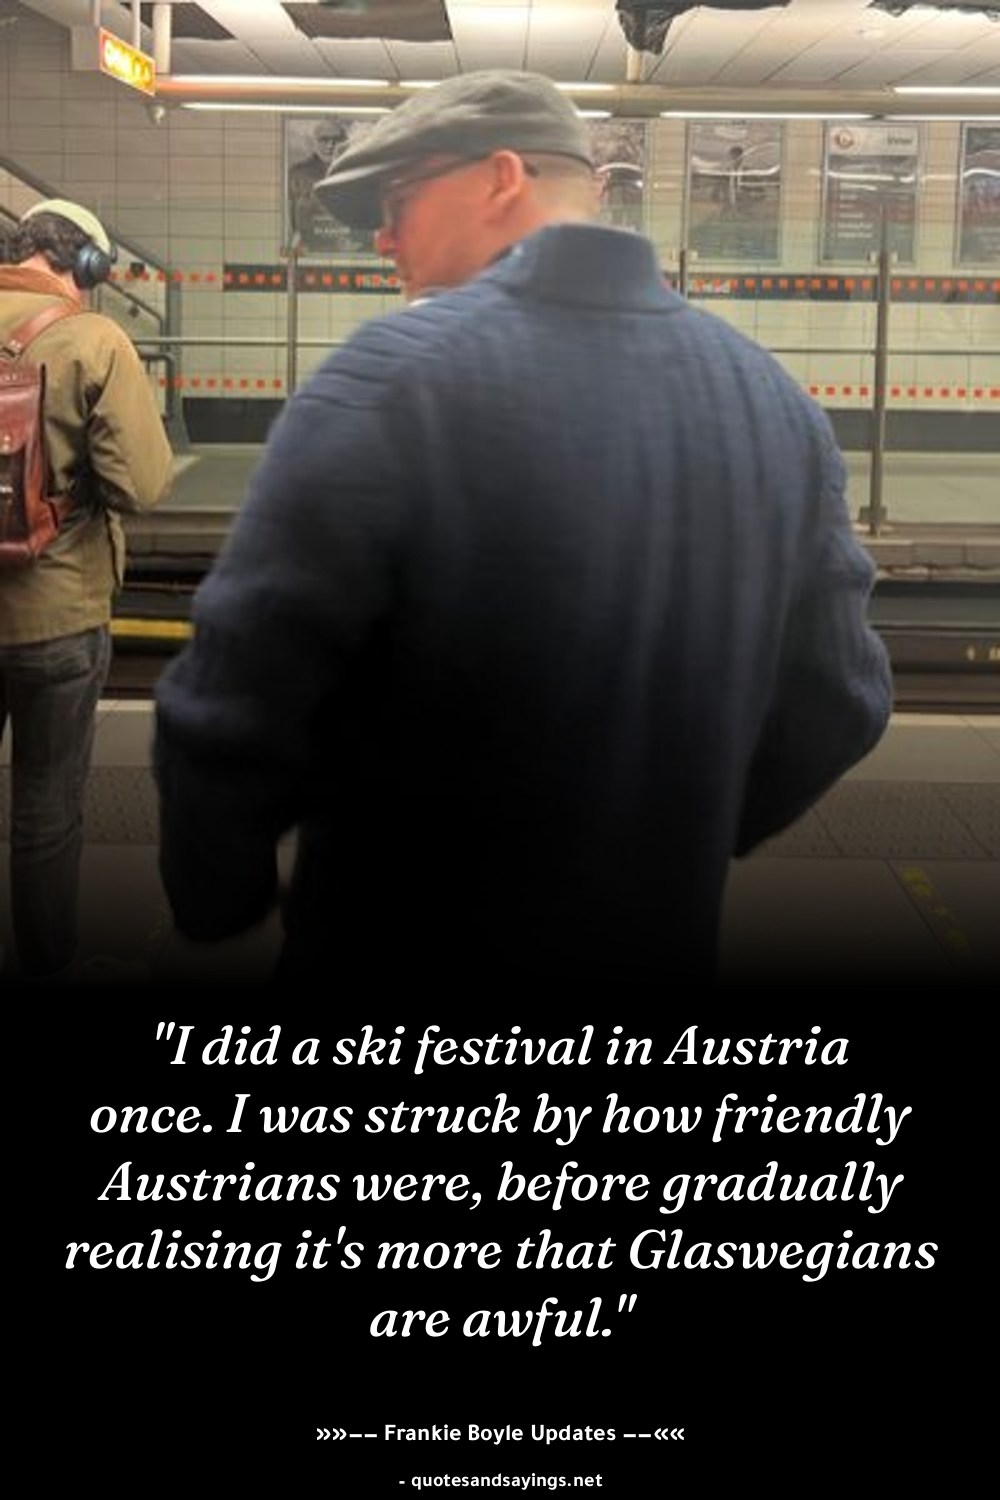 "I did a ski festival in Austria
once. I was struck by how friendly
Austrians were, before gradually
realising it's more that Glaswegians
are awful."
»»−− Frankie Boyle Updates −−««
- quotesandsayings.net